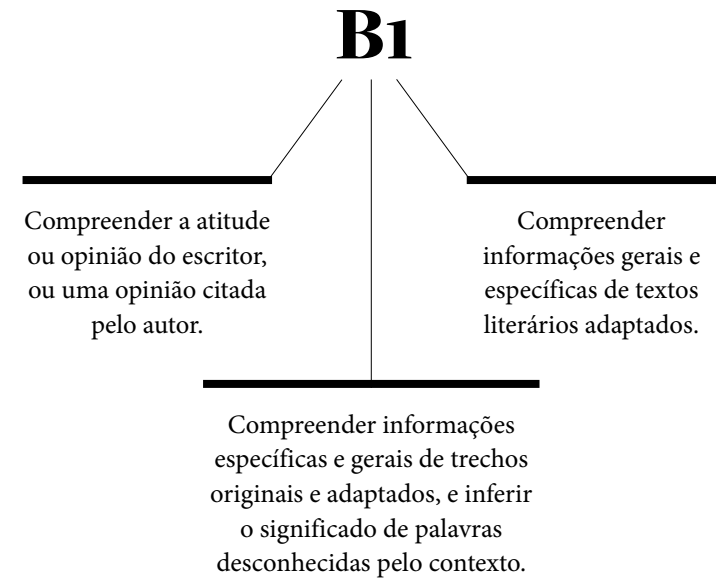 B1
Compreender a atitude
ou opinião do escritor,
ou uma opinião citada
pelo autor.
Compreender
informações gerais e
específicas de textos
literários adaptados.
Compreender informações
específicas e gerais de trechos
originais e adaptados, e inferir
o significado de palavras
desconhecidas pelo contexto.